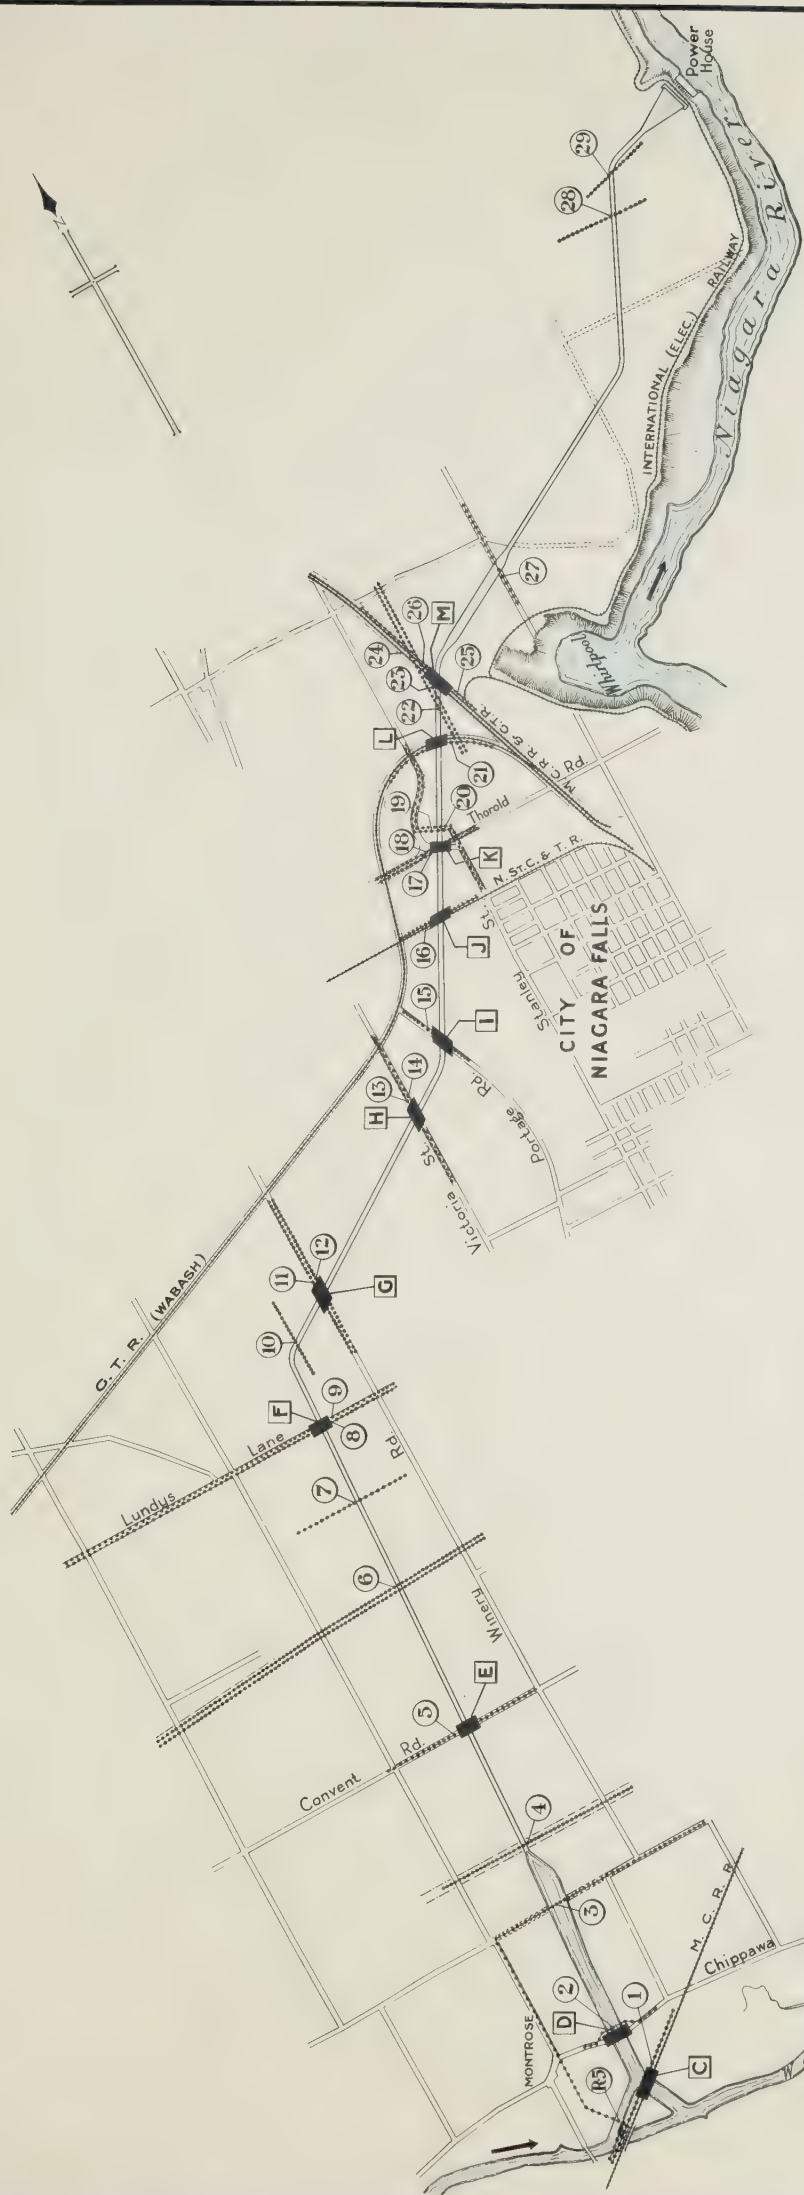 N
Power
House
29
28
INTERNATIONAL (ELEC.) RAILWAY
Niagara River
27
26
M
24
25
23
22
L
21
Whirlpool
M.C.R.R. & G.T.R.
19
20
18
Thorold Rd.
17
K
N. ST. C. & T. R.
16
J
Stanley St.
CITY OF
NIAGARA FALLS
15
I
Portage Rd.
14
13
H
Victoria St.
G. T. R. (WABASH)
12
11
G
10
F
9
8
Lundys Lane
7
6
Winery Rd.
E
5
Convent Rd.
4
3
M. C. R. R.
Chippawa
2
D
1
MONTROSE
R5
C
W